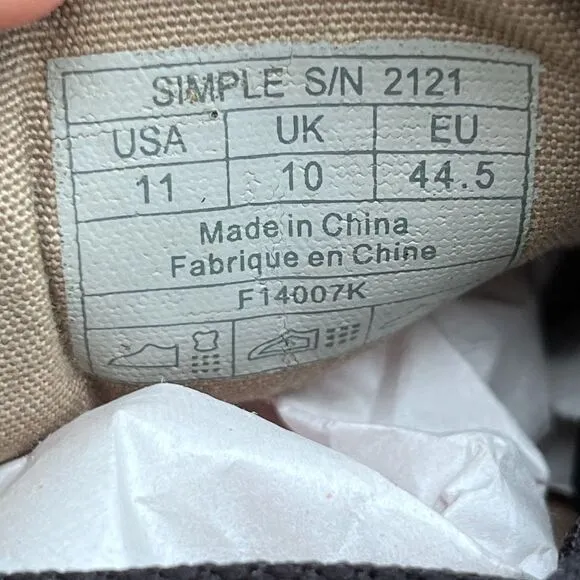 SIMPLE S/N 2121
USA UK EU
11 10 44.5
Made in China
Fabrique en Chine
F14007K